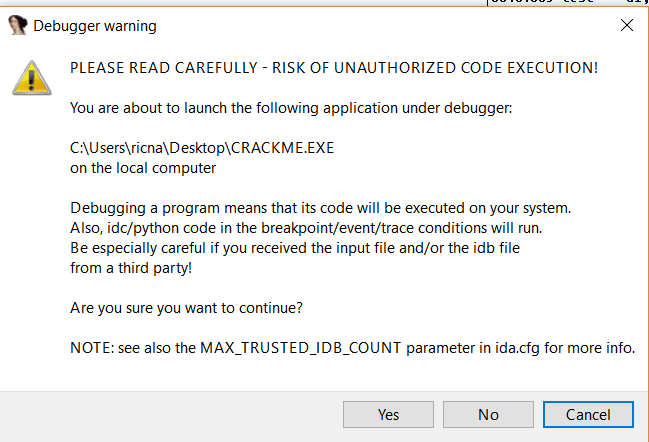 Debugger warning
PLEASE READ CAREFULLY - RISK OF UNAUTHORIZED CODE EXECUTION!
You are about to launch the following application under debugger:
C:\Users\ricna\Desktop\CRACKME.EXE
on the local computer
Debugging a program means that its code will be executed on your system.
Also, idc/python code in the breakpoint/event/trace conditions will run.
Be especially careful if you received the input file and/or the idb file
from a third party!
Are you sure you want to continue?
NOTE: see also the MAX_TRUSTED_IDB_COUNT parameter in ida.cfg for more info.
Yes
No
Cancel